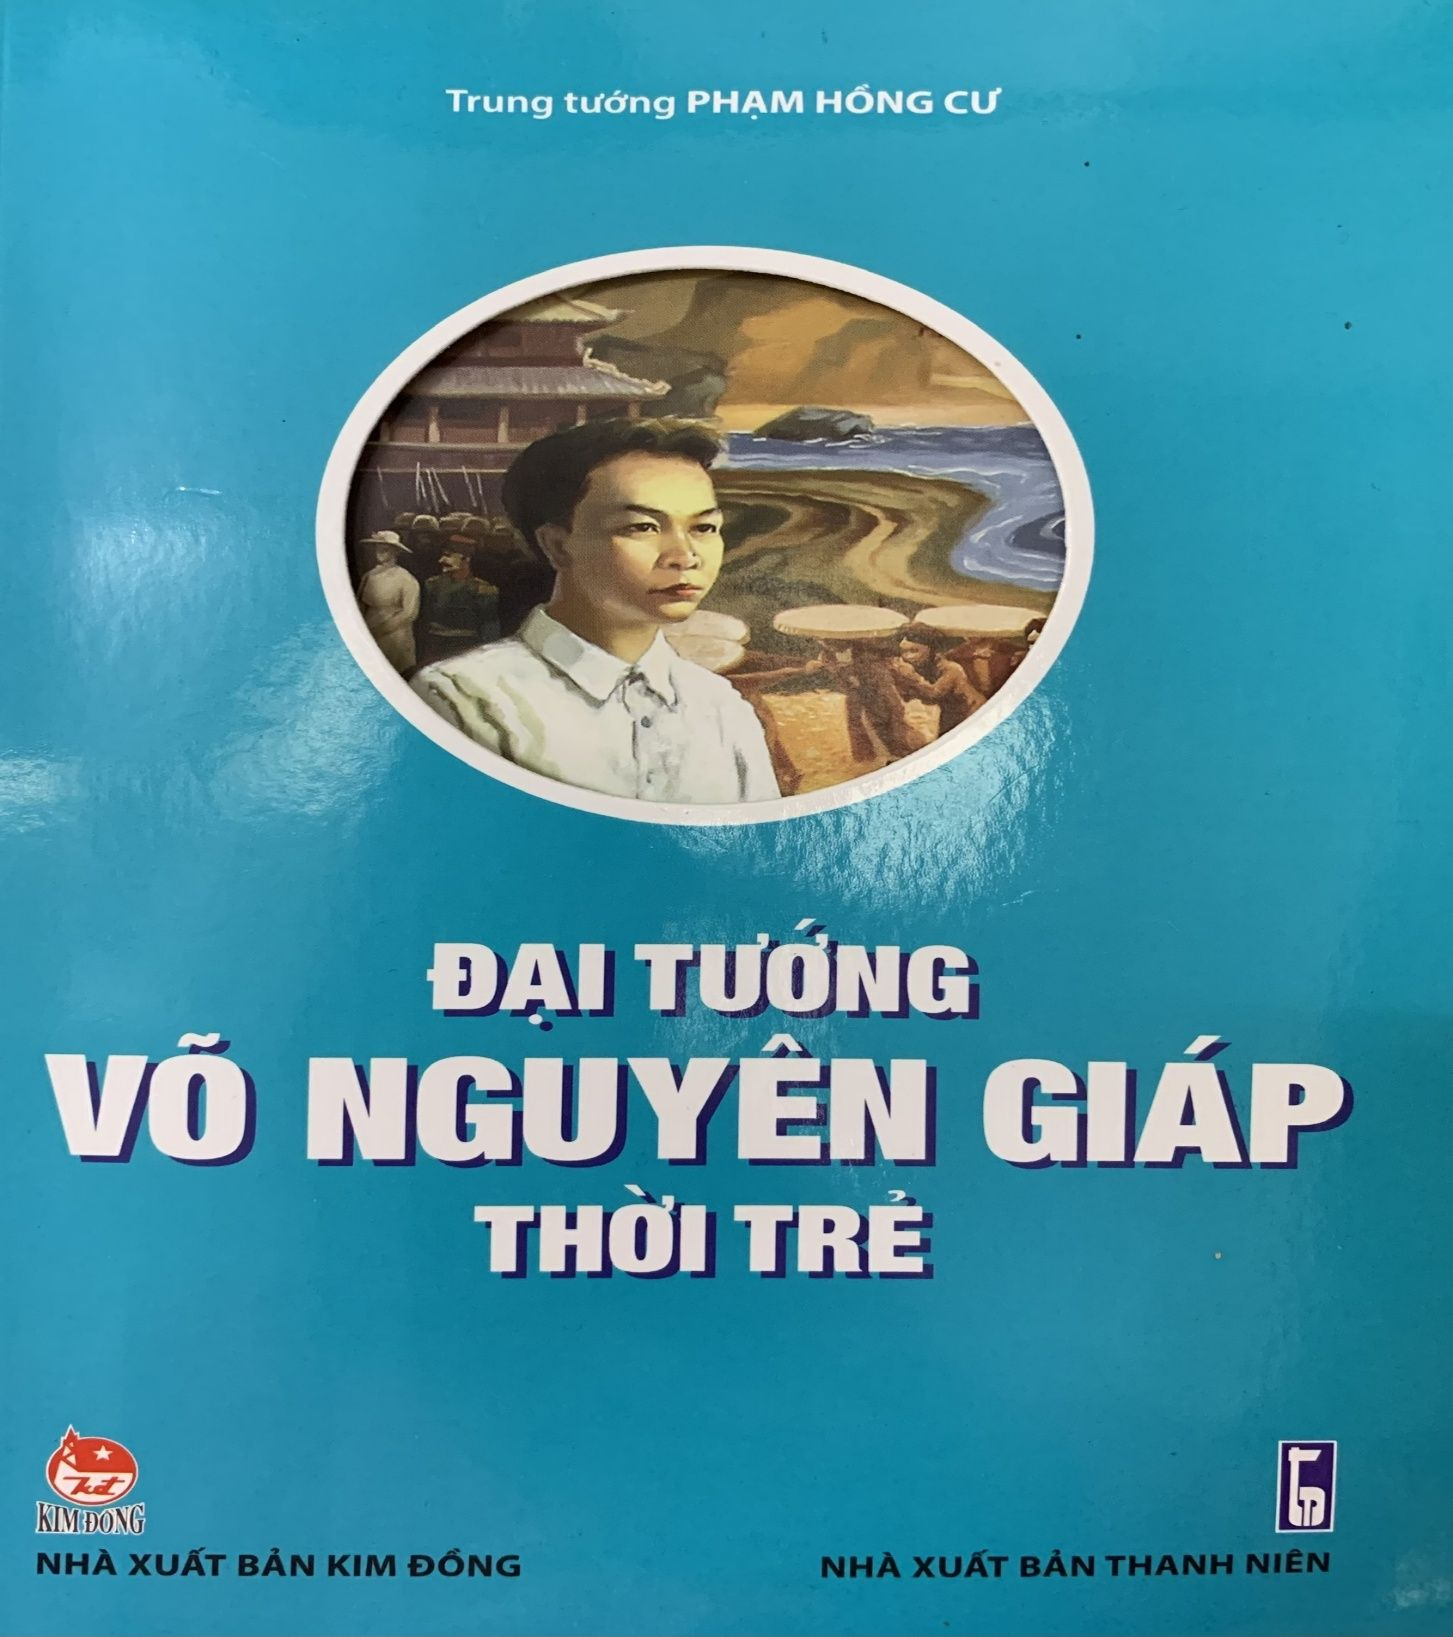 Trung tướng PHẠM HỒNG CƯ
ĐẠI TƯỚNG
VÕ NGUYÊN GIÁP
THỜI TRẺ
Kđ
KIM ĐỒNG
NHÀ XUẤT BẢN KIM ĐỒNG
NHÀ XUẤT BẢN THANH NIÊN